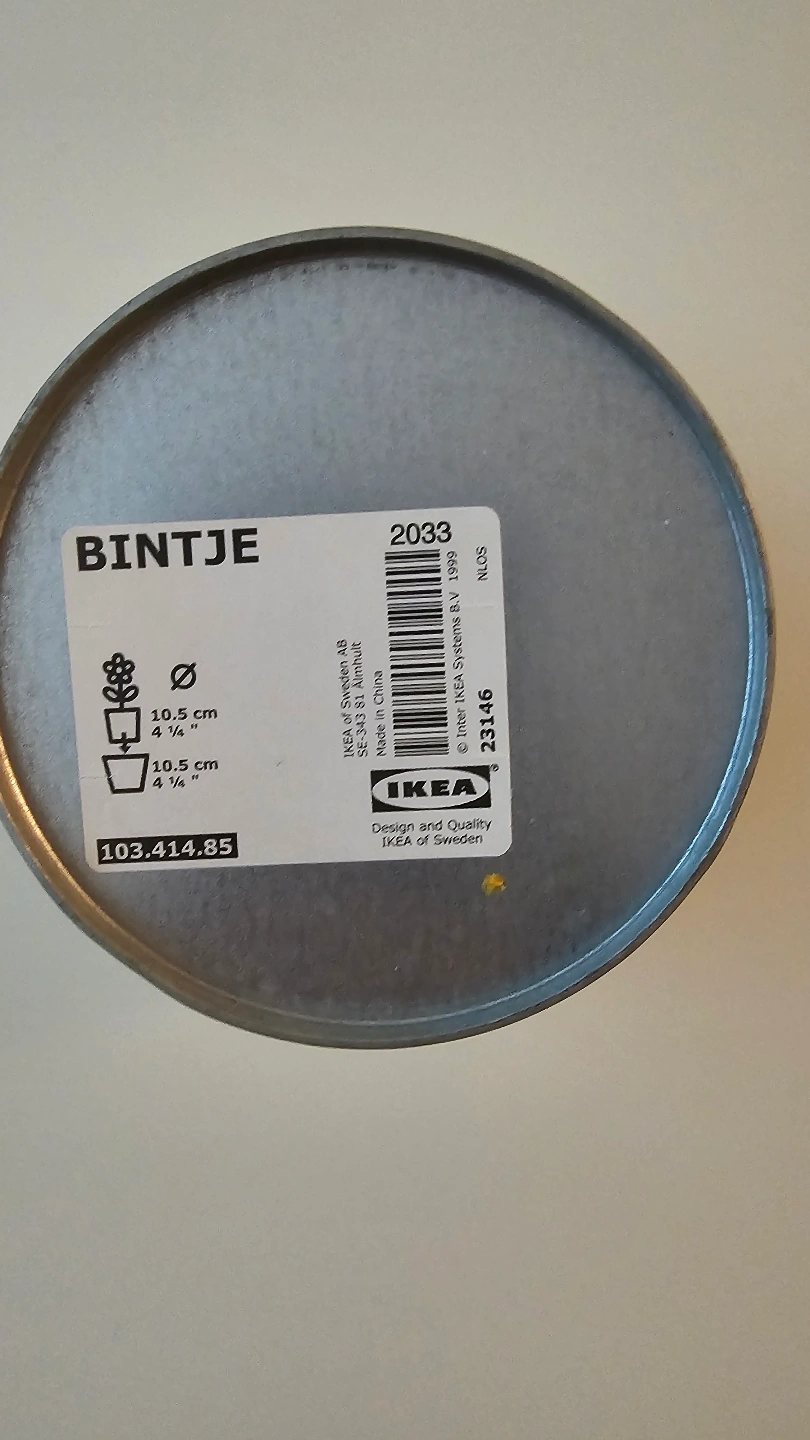 BINTJE
2033
Ø
10.5 cm
4 ¼ "
10.5 cm
4 ¼ "
103.414.85
IKEA of Sweden AB
SE-343 81 Älmhult
Made in China
© Inter IKEA Systems B.V 1999
23146
NLOS
IKEA®
Design and Quality
IKEA of Sweden